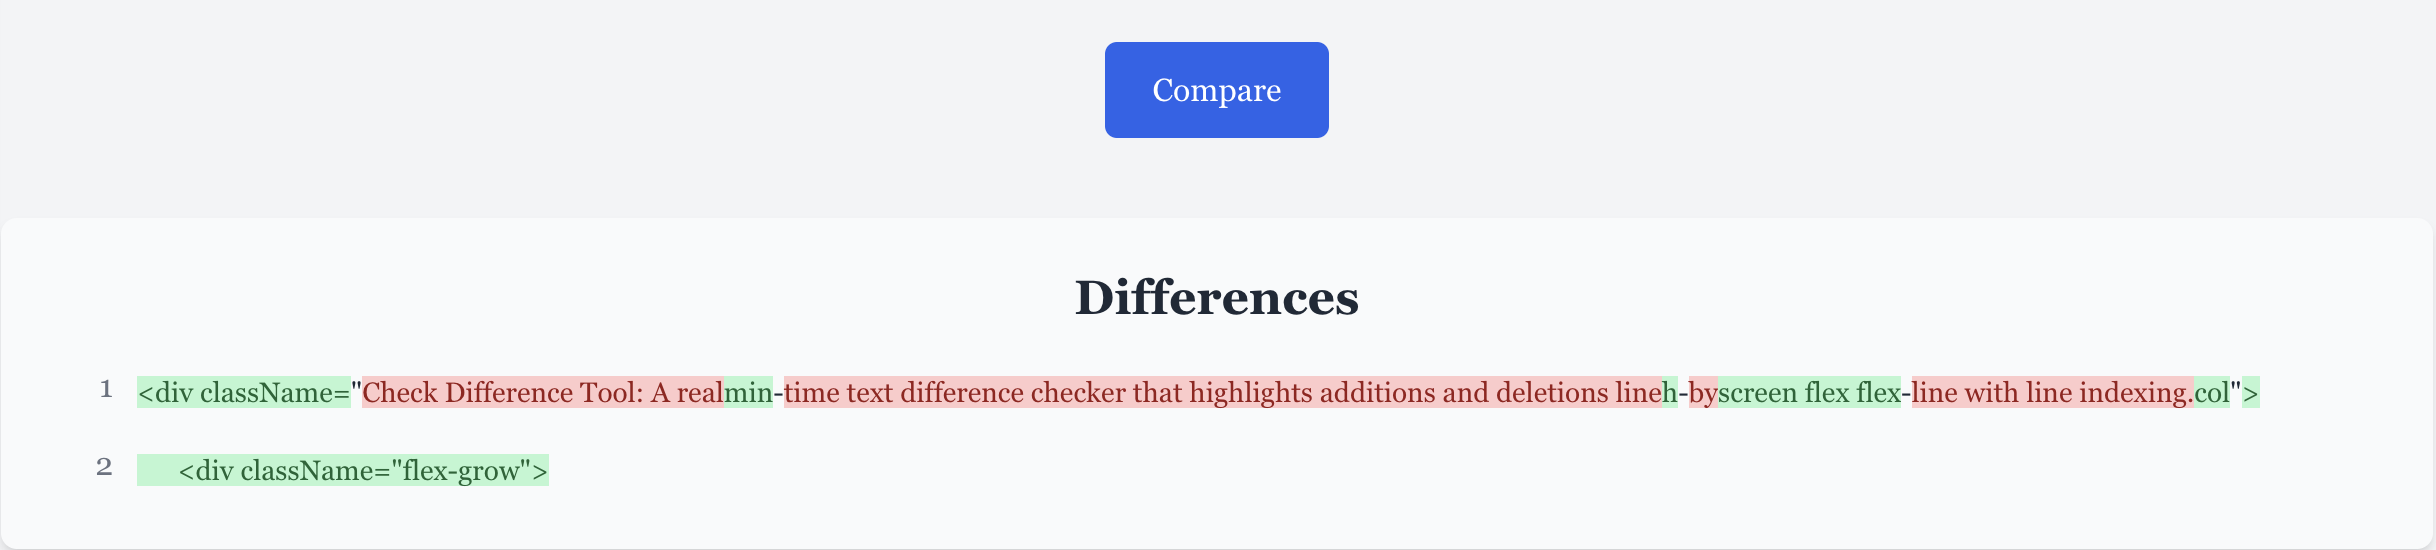 Compare
Differences
1 <div className="Check Difference Tool: A realmin-time text difference checker that highlights additions and deletions lineh-byscreen flex flex-line with line indexing.col">
2 <div className="flex-grow">